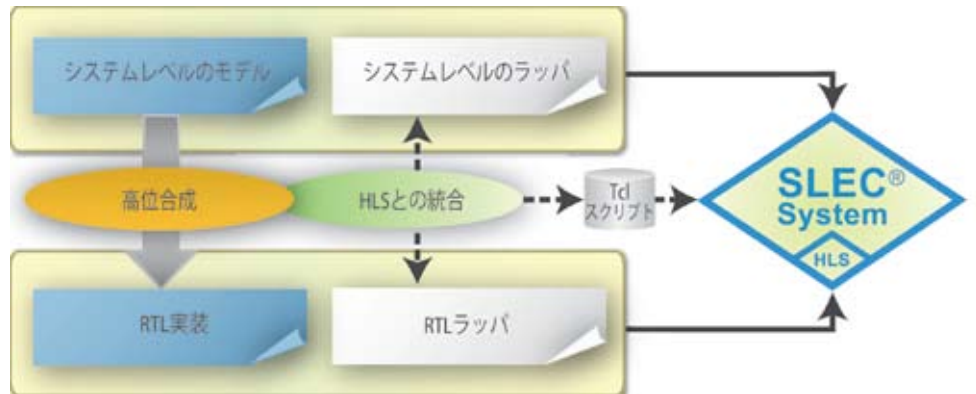 システムレベルのモデル
システムレベルのラッパ
高位合成
HLSとの統合
Tcl
スクリプト
SLEC®
System
HLS
RTL実装
RTLラッパ